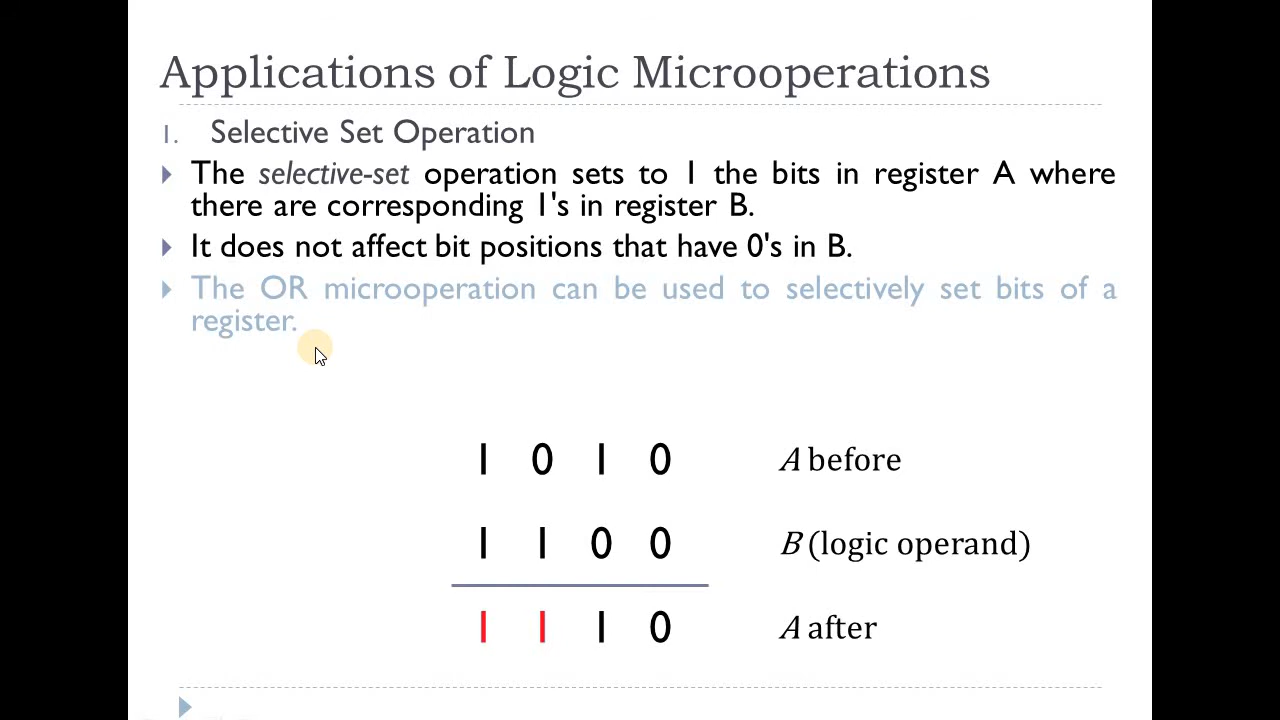 Applications of Logic Microoperations
1. Selective Set Operation
The selective-set operation sets to 1 the bits in register A where
there are corresponding 1's in register B.
It does not affect bit positions that have 0's in B.
The OR microoperation can be used to selectively set bits of a
register.
1 0 1 0 A before
1 1 0 0 B (logic operand)
1 1 1 0 A after